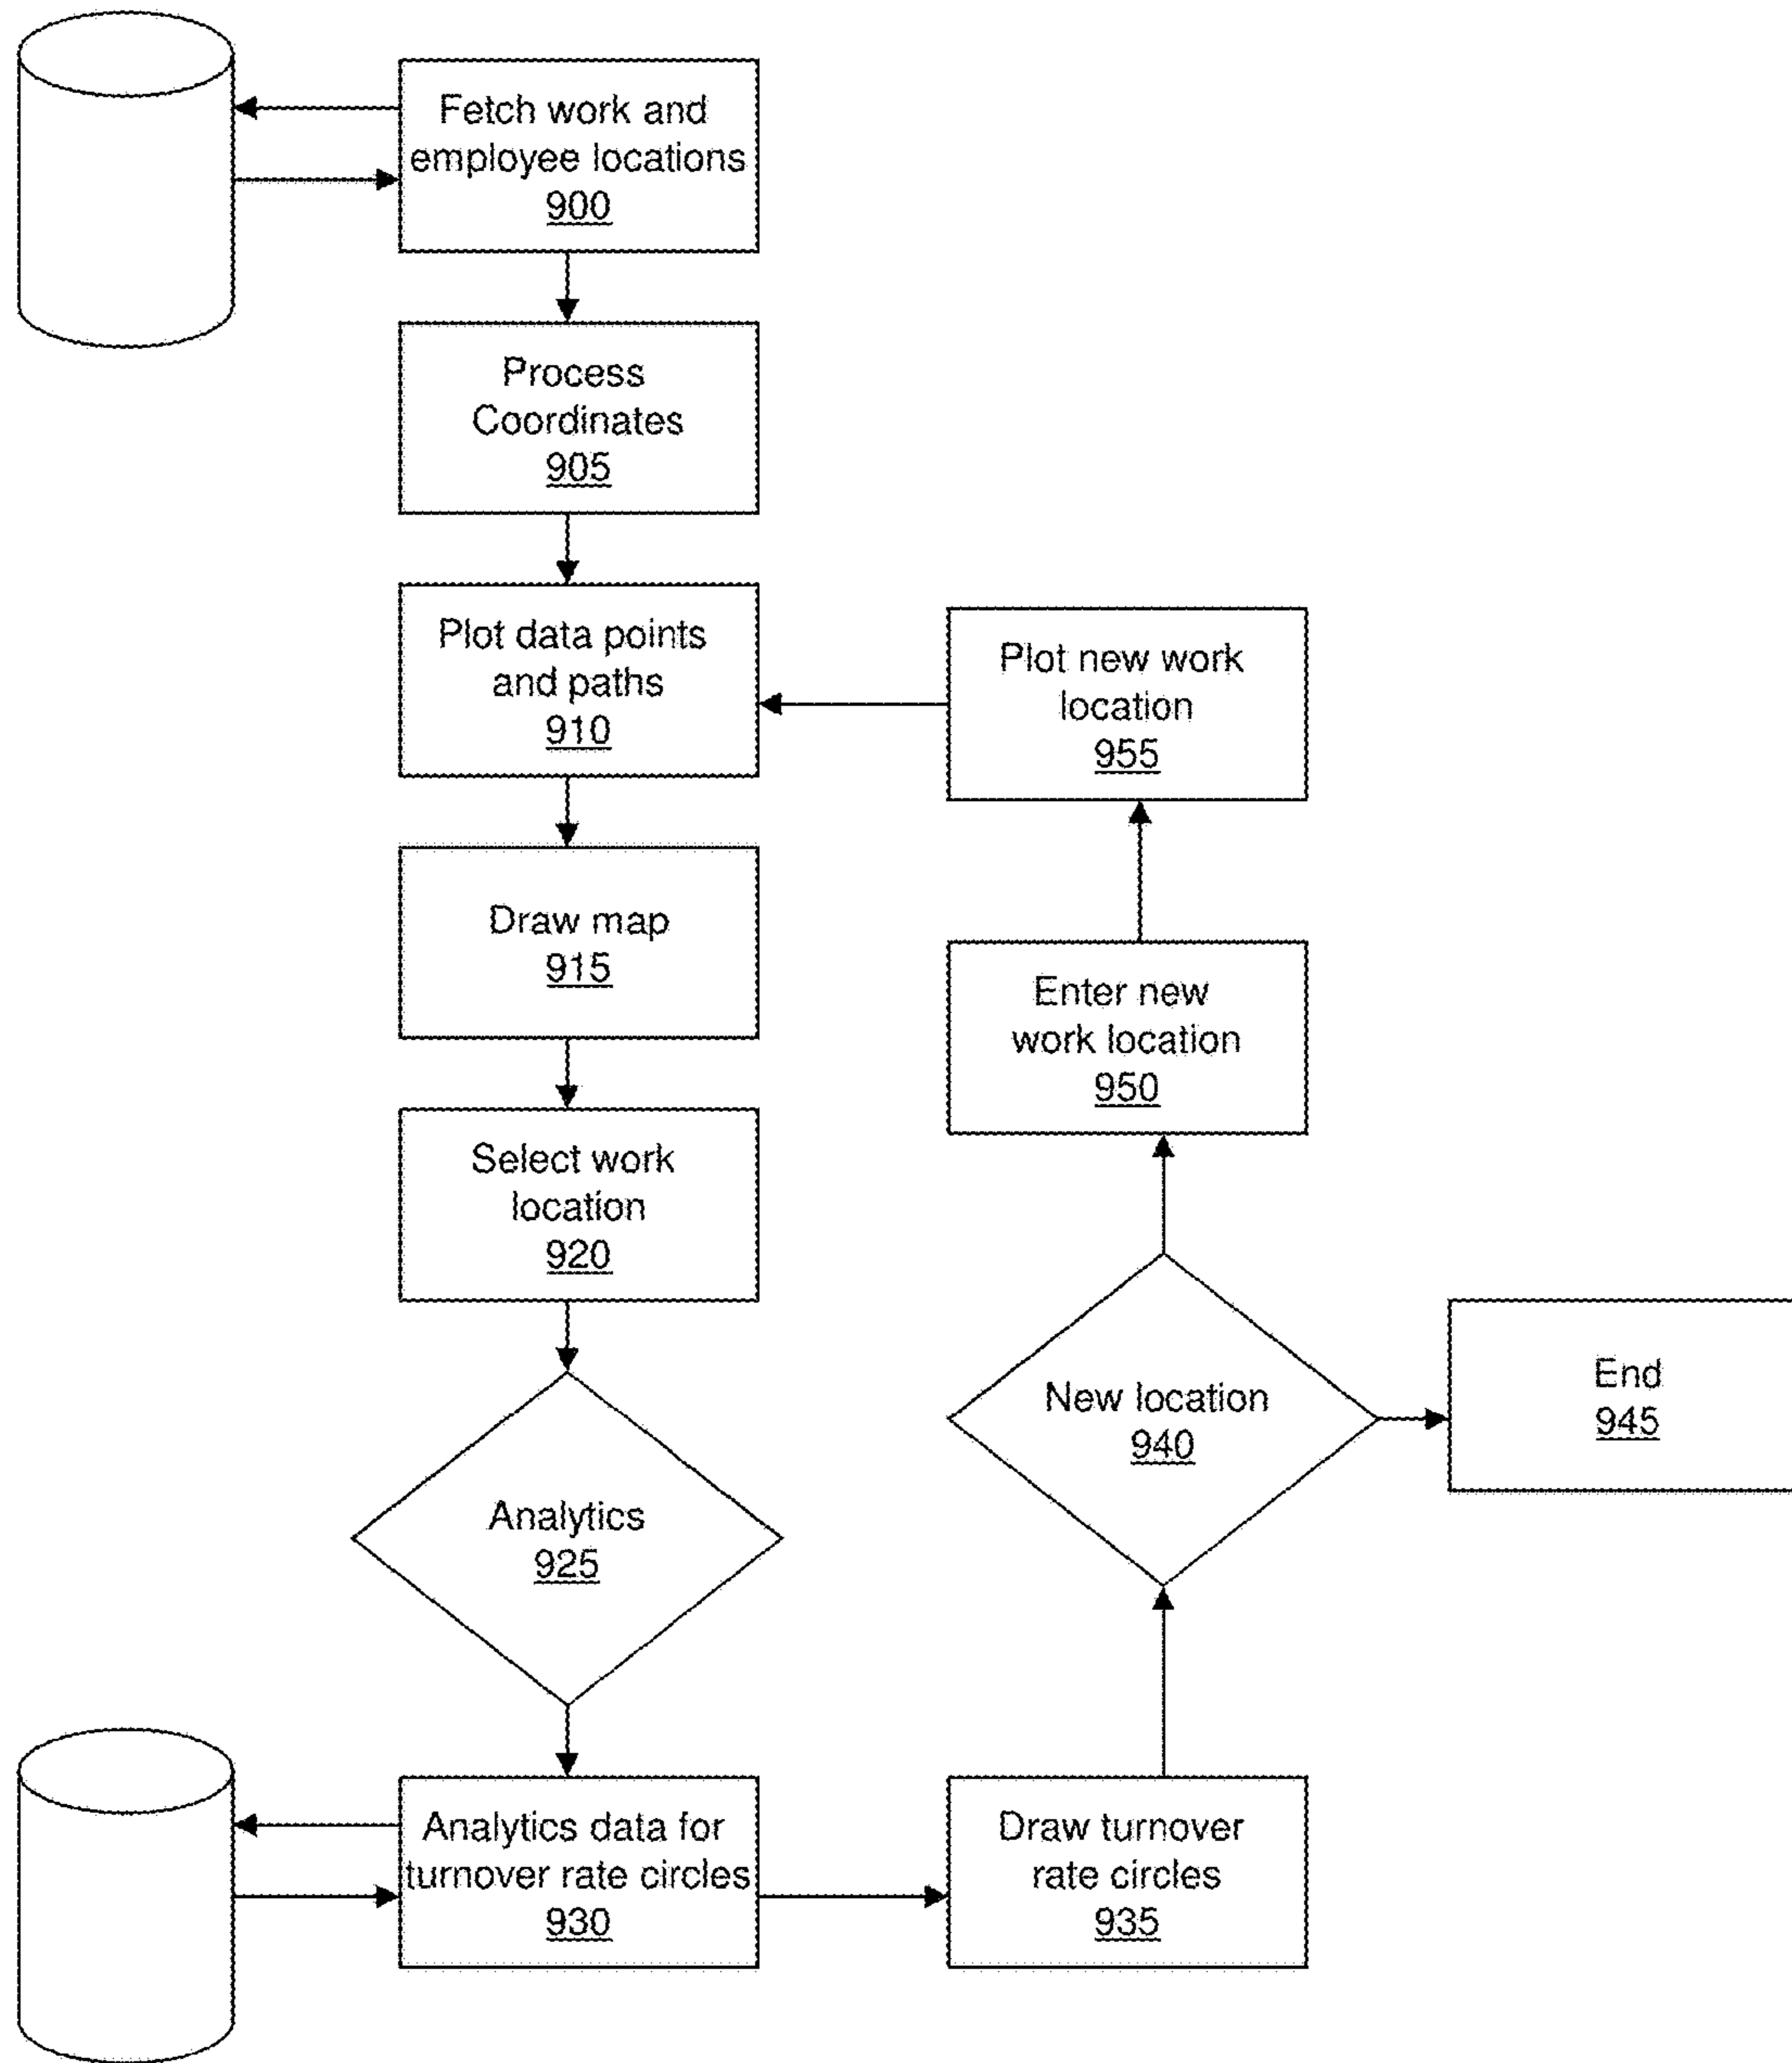 Fetch work and
employee locations
900
Process
Coordinates
905
Plot data points
and paths
910
Plot new work
location
955
Draw map
915
Enter new
work location
950
Select work
location
920
New location
940
End
945
Analytics
925
Analytics data for
turnover rate circles
930
Draw turnover
rate circles
935